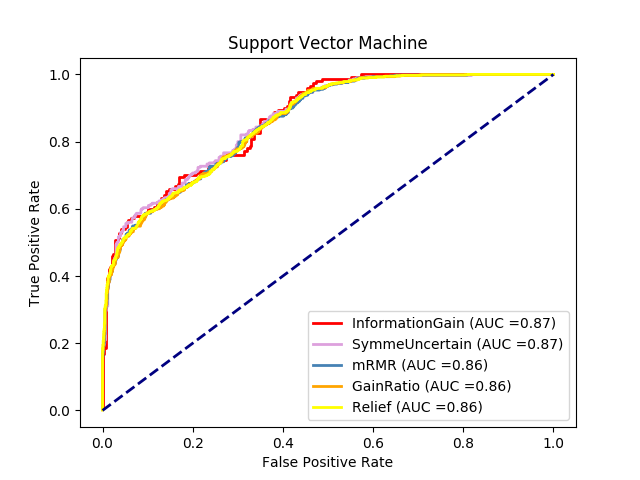 Support Vector Machine
True Positive Rate
1.0
0.8
0.6
0.4
0.2
0.0
InformationGain (AUC =0.87)
SymmeUncertain (AUC =0.87)
mRMR (AUC =0.86)
GainRatio (AUC =0.86)
Relief (AUC =0.86)
0.0 0.2 0.4 0.6 0.8 1.0
False Positive Rate